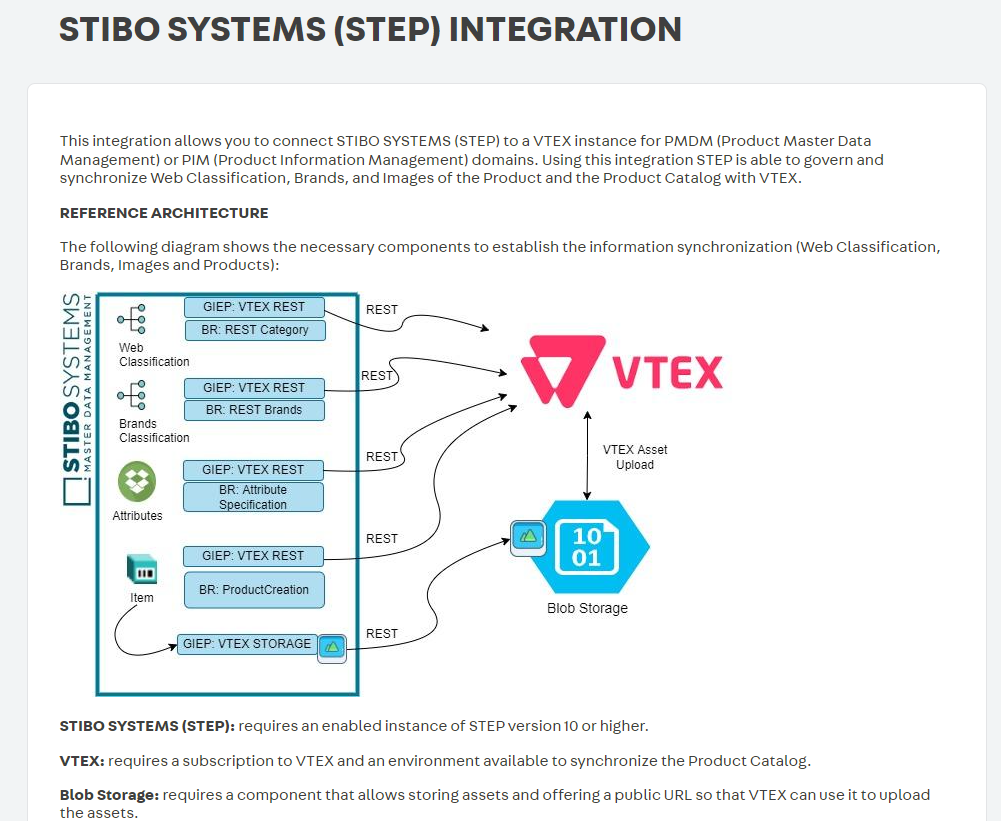 STIBO SYSTEMS (STEP) INTEGRATION
This integration allows you to connect STIBO SYSTEMS (STEP) to a VTEX instance for PMDM (Product Master Data
Management) or PIM (Product Information Management) domains. Using this integration STEP is able to govern and
synchronize Web Classification, Brands, and Images of the Product and the Product Catalog with VTEX.
REFERENCE ARCHITECTURE
The following diagram shows the necessary components to establish the information synchronization (Web Classification,
Brands, Images and Products):
STIBO SYSTEMS
MASTER DATA MANAGEMENT
Web
Classification
GIEP: VTEX REST
BR: REST Category
REST
Brands
Classification
GIEP: VTEX REST
BR: REST Brands
REST
Attributes
GIEP: VTEX REST
BR: Attribute
Specification
REST
Item
GIEP: VTEX REST
BR: ProductCreation
REST
GIEP: VTEX STORAGE
REST
VTEX
VTEX Asset
Upload
10
01
Blob Storage
STIBO SYSTEMS (STEP): requires an enabled instance of STEP version 10 or higher.
VTEX: requires a subscription to VTEX and an environment available to synchronize the Product Catalog.
Blob Storage: requires a component that allows storing assets and offering a public URL so that VTEX can use it to upload
the assets.